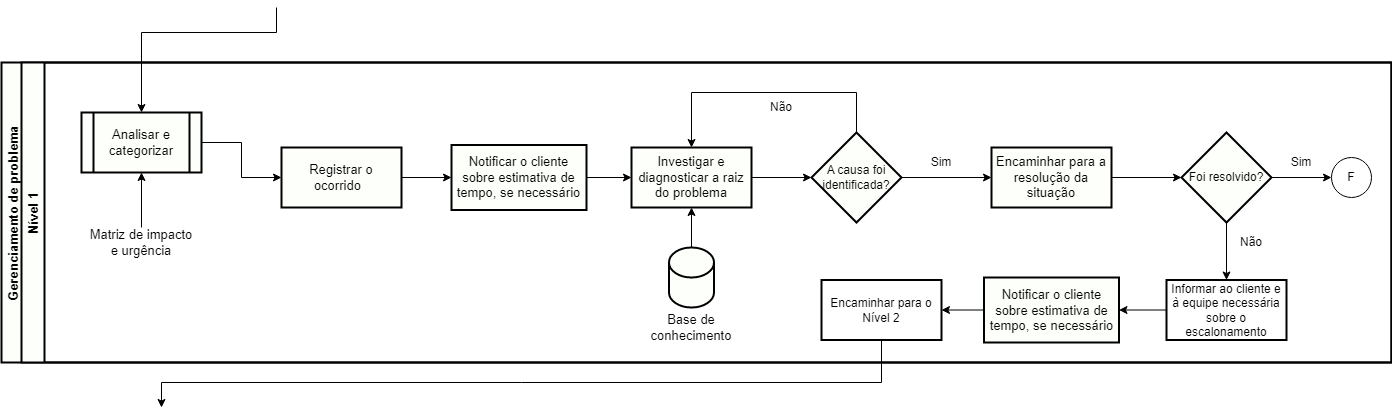 Gerenciamento de problema
Nível 1
Analisar e
categorizar
Matriz de impacto
e urgência
Registrar o
ocorrido
Notificar o cliente
sobre estimativa de
tempo, se necessário
Investigar e
diagnosticar a raiz
do problema
Base de
conhecimento
Não
A causa foi
identificada?
Sim
Encaminhar para a
resolução da
situação
Foi resolvido?
Sim
F
Não
Informar ao cliente e
à equipe necessária
sobre o
escalonamento
Notificar o cliente
sobre estimativa de
tempo, se necessário
Encaminhar para o
Nível 2